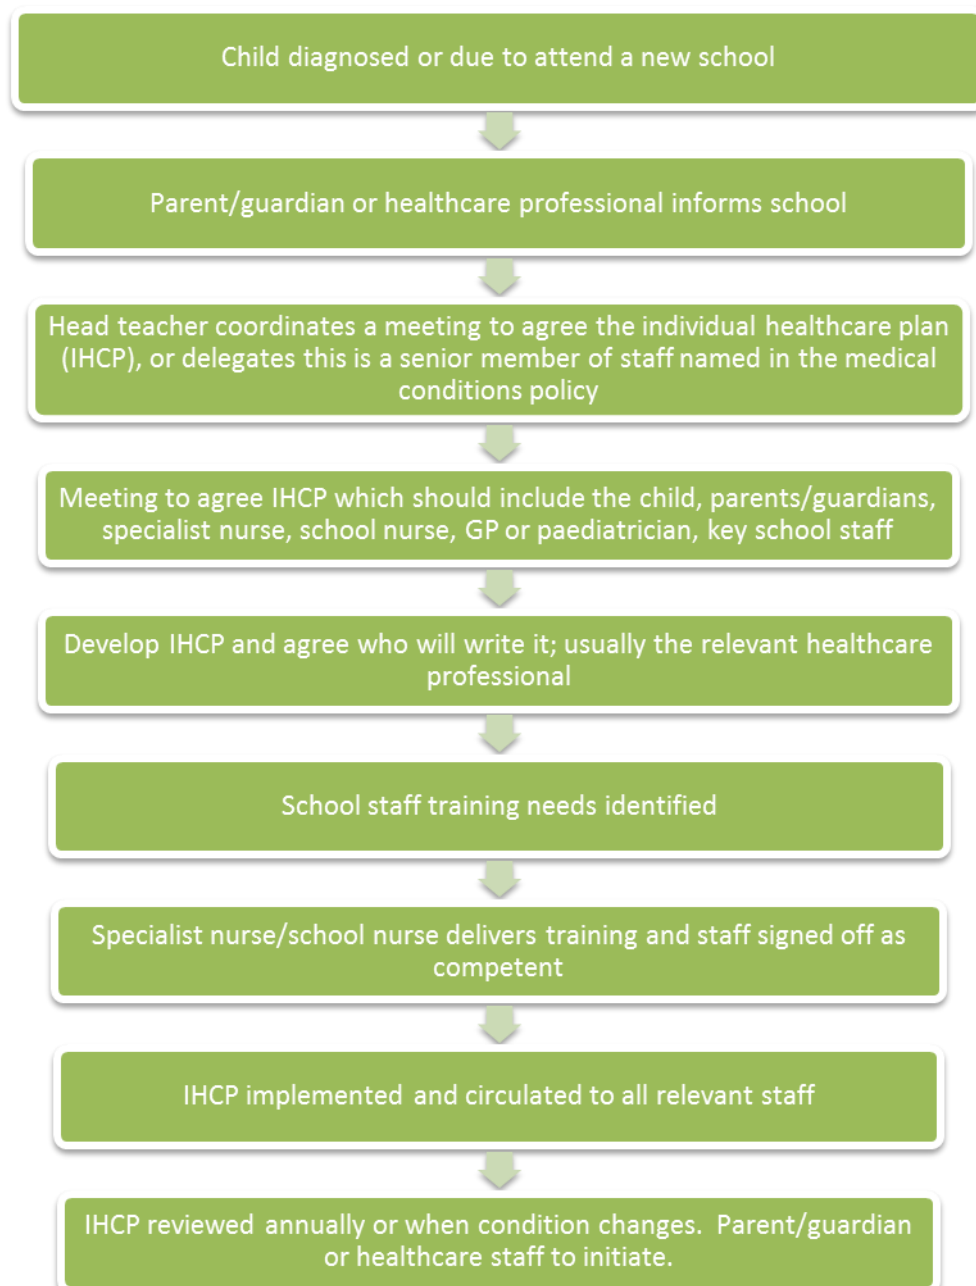 Child diagnosed or due to attend a new school
Parent/guardian or healthcare professional informs school
Head teacher coordinates a meeting to agree the individual healthcare plan
(IHCP), or delegates this is a senior member of staff named in the medical
conditions policy
Meeting to agree IHCP which should include the child, parents/guardians,
specialist nurse, school nurse, GP or paediatrician, key school staff
Develop IHCP and agree who will write it; usually the relevant healthcare
professional
School staff training needs identified
Specialist nurse/school nurse delivers training and staff signed off as
competent
IHCP implemented and circulated to all relevant staff
IHCP reviewed annually or when condition changes. Parent/guardian
or healthcare staff to initiate.